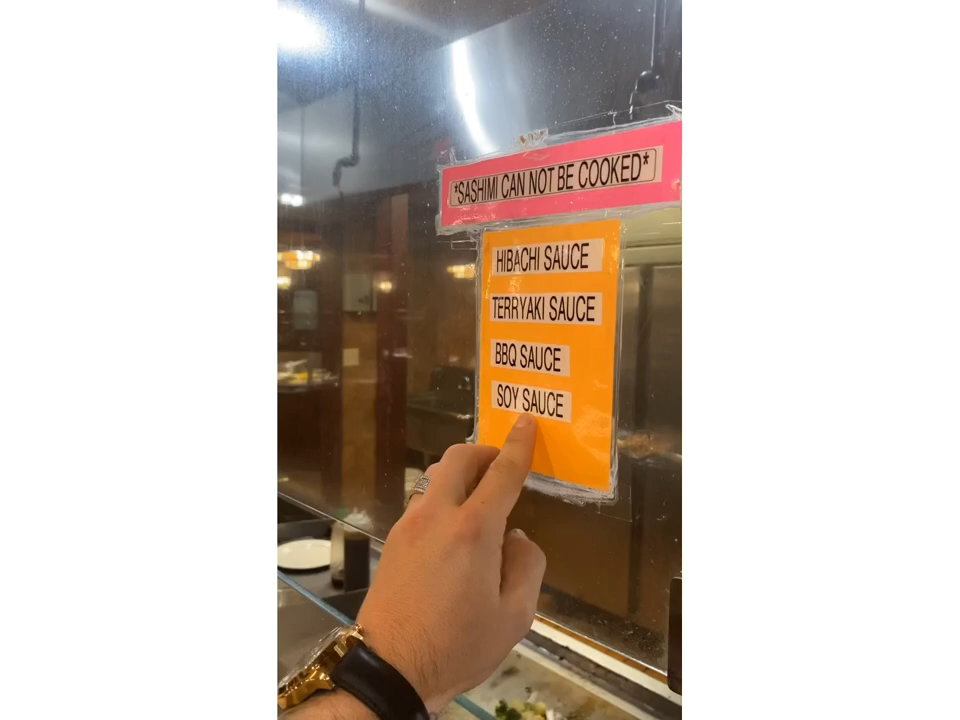 *SASHIMI CAN NOT BE COOKED*
HIBACHI SAUCE
TERRYAKI SAUCE
BBQ SAUCE
SOY SAUCE